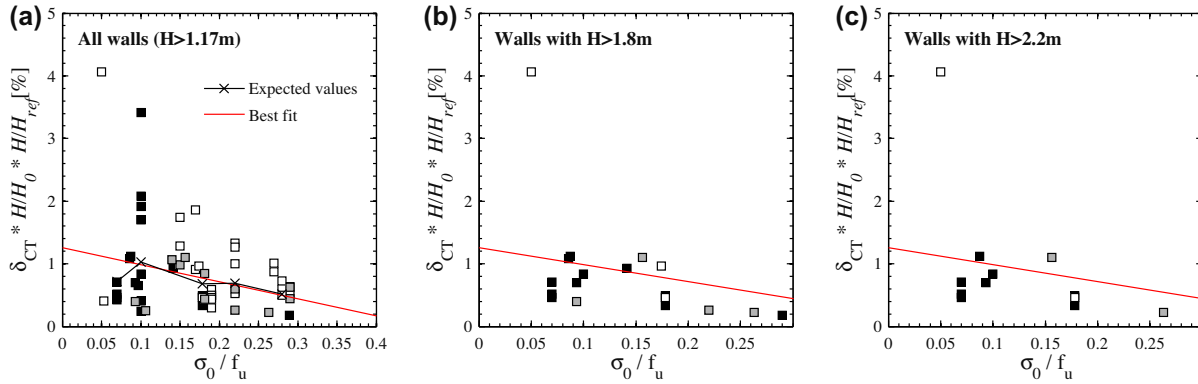 (a)
All walls (H>1.17m)
Expected values
Best fit
δCT * H/H0 * H/Href[%]
5
4
3
2
1
0
0 0.05 0.1 0.15 0.2 0.25 0.3 0.35 0.4
σ0 / fu
(b)
Walls with H>1.8m
δCT * H/H0 * H/Href[%]
5
4
3
2
1
0
0 0.05 0.1 0.15 0.2 0.25
σ0 / fu
(c)
Walls with H>2.2m
δCT * H/H0 * H/Href[%]
5
4
3
2
1
0
0 0.05 0.1 0.15 0.2 0.25
σ0 / fu